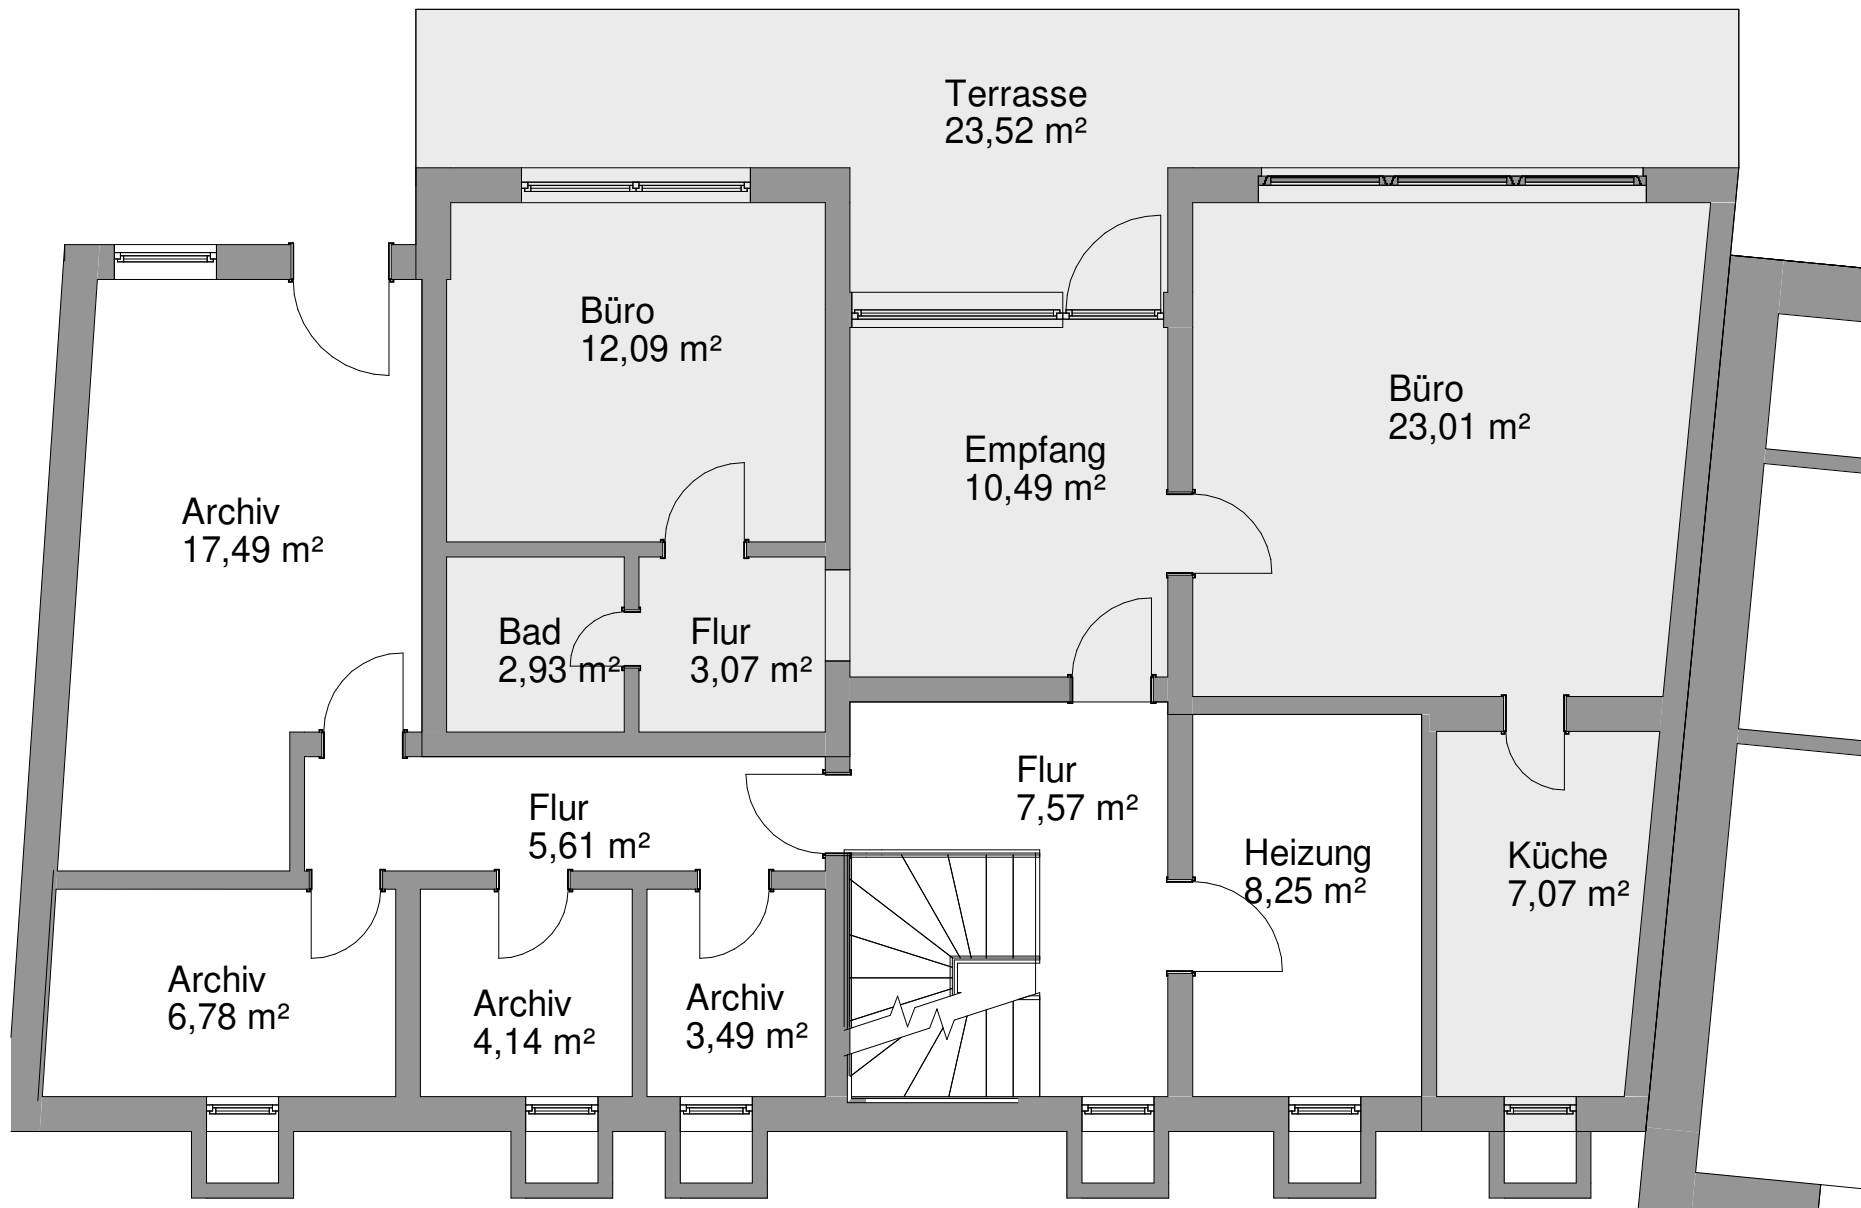 Terrasse
23,52 m²
Büro
12,09 m²
Büro
23,01 m²
Empfang
10,49 m²
Archiv
17,49 m²
Bad
2,93 m²
Flur
3,07 m²
Flur
7,57 m²
Flur
5,61 m²
Heizung
8,25 m²
Küche
7,07 m²
Archiv
6,78 m²
Archiv
4,14 m²
Archiv
3,49 m²